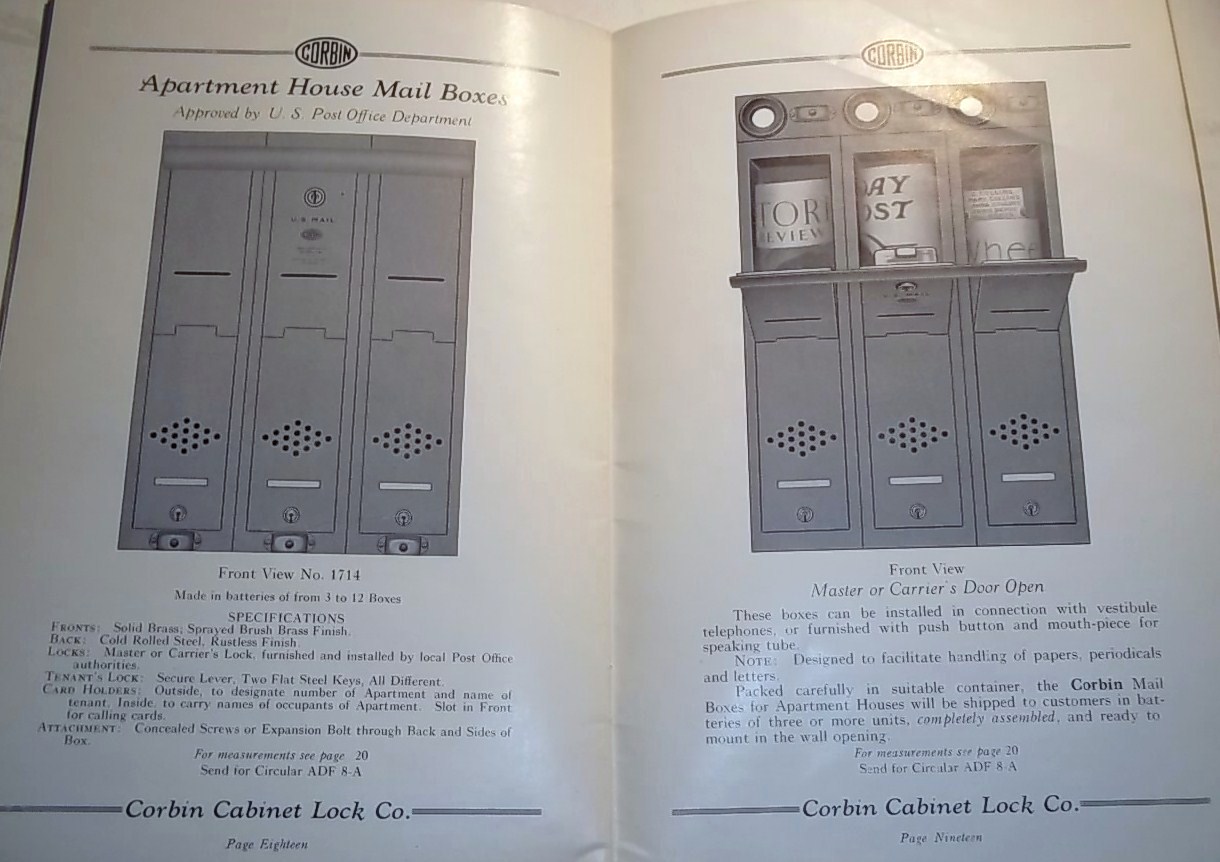 CORBIN
Apartment House Mail Boxes
Approved by U. S. Post Office Department
U.S. MAIL
CORBIN
Front View No. 1714
Made in batteries of from 3 to 12 Boxes
SPECIFICATIONS
FRONTS: Solid Brass; Sprayed Brush Brass Finish.
BACK: Cold Rolled Steel, Rustless Finish.
LOCKS: Master or Carrier's Lock, furnished and installed by local Post Office
authorities.
TENANT'S LOCK: Secure Lever, Two Flat Steel Keys, All Different.
CARD HOLDERS: Outside, to designate number of Apartment and name of
tenant. Inside, to carry names of occupants of Apartment. Slot in Front
for calling cards.
ATTACHMENT: Concealed Screws or Expansion Bolt through Back and Sides of
Box.
For measurements see page 20
Send for Circular ADF 8-A
Corbin Cabinet Lock Co.
Page Eighteen
CORBIN
TOR
EVIEW
AY
OST
Front View
Master or Carrier's Door Open
These boxes can be installed in connection with vestibule
telephones, or furnished with push button and mouth-piece for
speaking tube.
NOTE: Designed to facilitate handling of papers, periodicals
and letters.
Packed carefully in suitable container, the Corbin Mail
Boxes for Apartment Houses will be shipped to customers in bat-
teries of three or more units, completely assembled, and ready to
mount in the wall opening.
For measurements see page 20
Send for Circular ADF 8-A
Corbin Cabinet Lock Co.
Page Nineteen